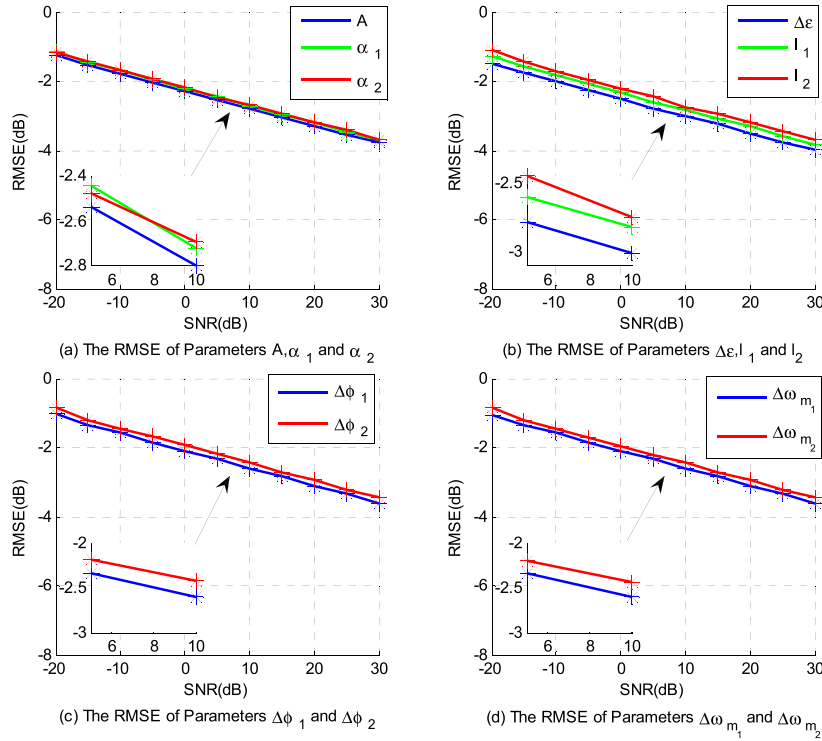 0
-2
-4
-6
-8
RMSE(dB)
A
α 1
α 2
-2.4
-2.6
-2.8
6 8 10
-20 -10 0 10 20 30
SNR(dB)
(a) The RMSE of Parameters A,α 1 and α 2
0
-2
-4
-6
-8
RMSE(dB)
Δε
l 1
l 2
-2.5
-3
6 8 10
-20 -10 0 10 20 30
SNR(dB)
(b) The RMSE of Parameters Δε,l 1 and l 2
0
-2
-4
-6
-8
RMSE(dB)
Δϕ 1
Δϕ 2
-2
-2.5
-3
6 8 10
-20 -10 0 10 20 30
SNR(dB)
(c) The RMSE of Parameters Δϕ 1 and Δϕ 2
0
-2
-4
-6
-8
RMSE(dB)
Δω m1
Δω m2
-2
-2.5
-3
6 8 10
-20 -10 0 10 20 30
SNR(dB)
(d) The RMSE of Parameters Δω m1 and Δω m2